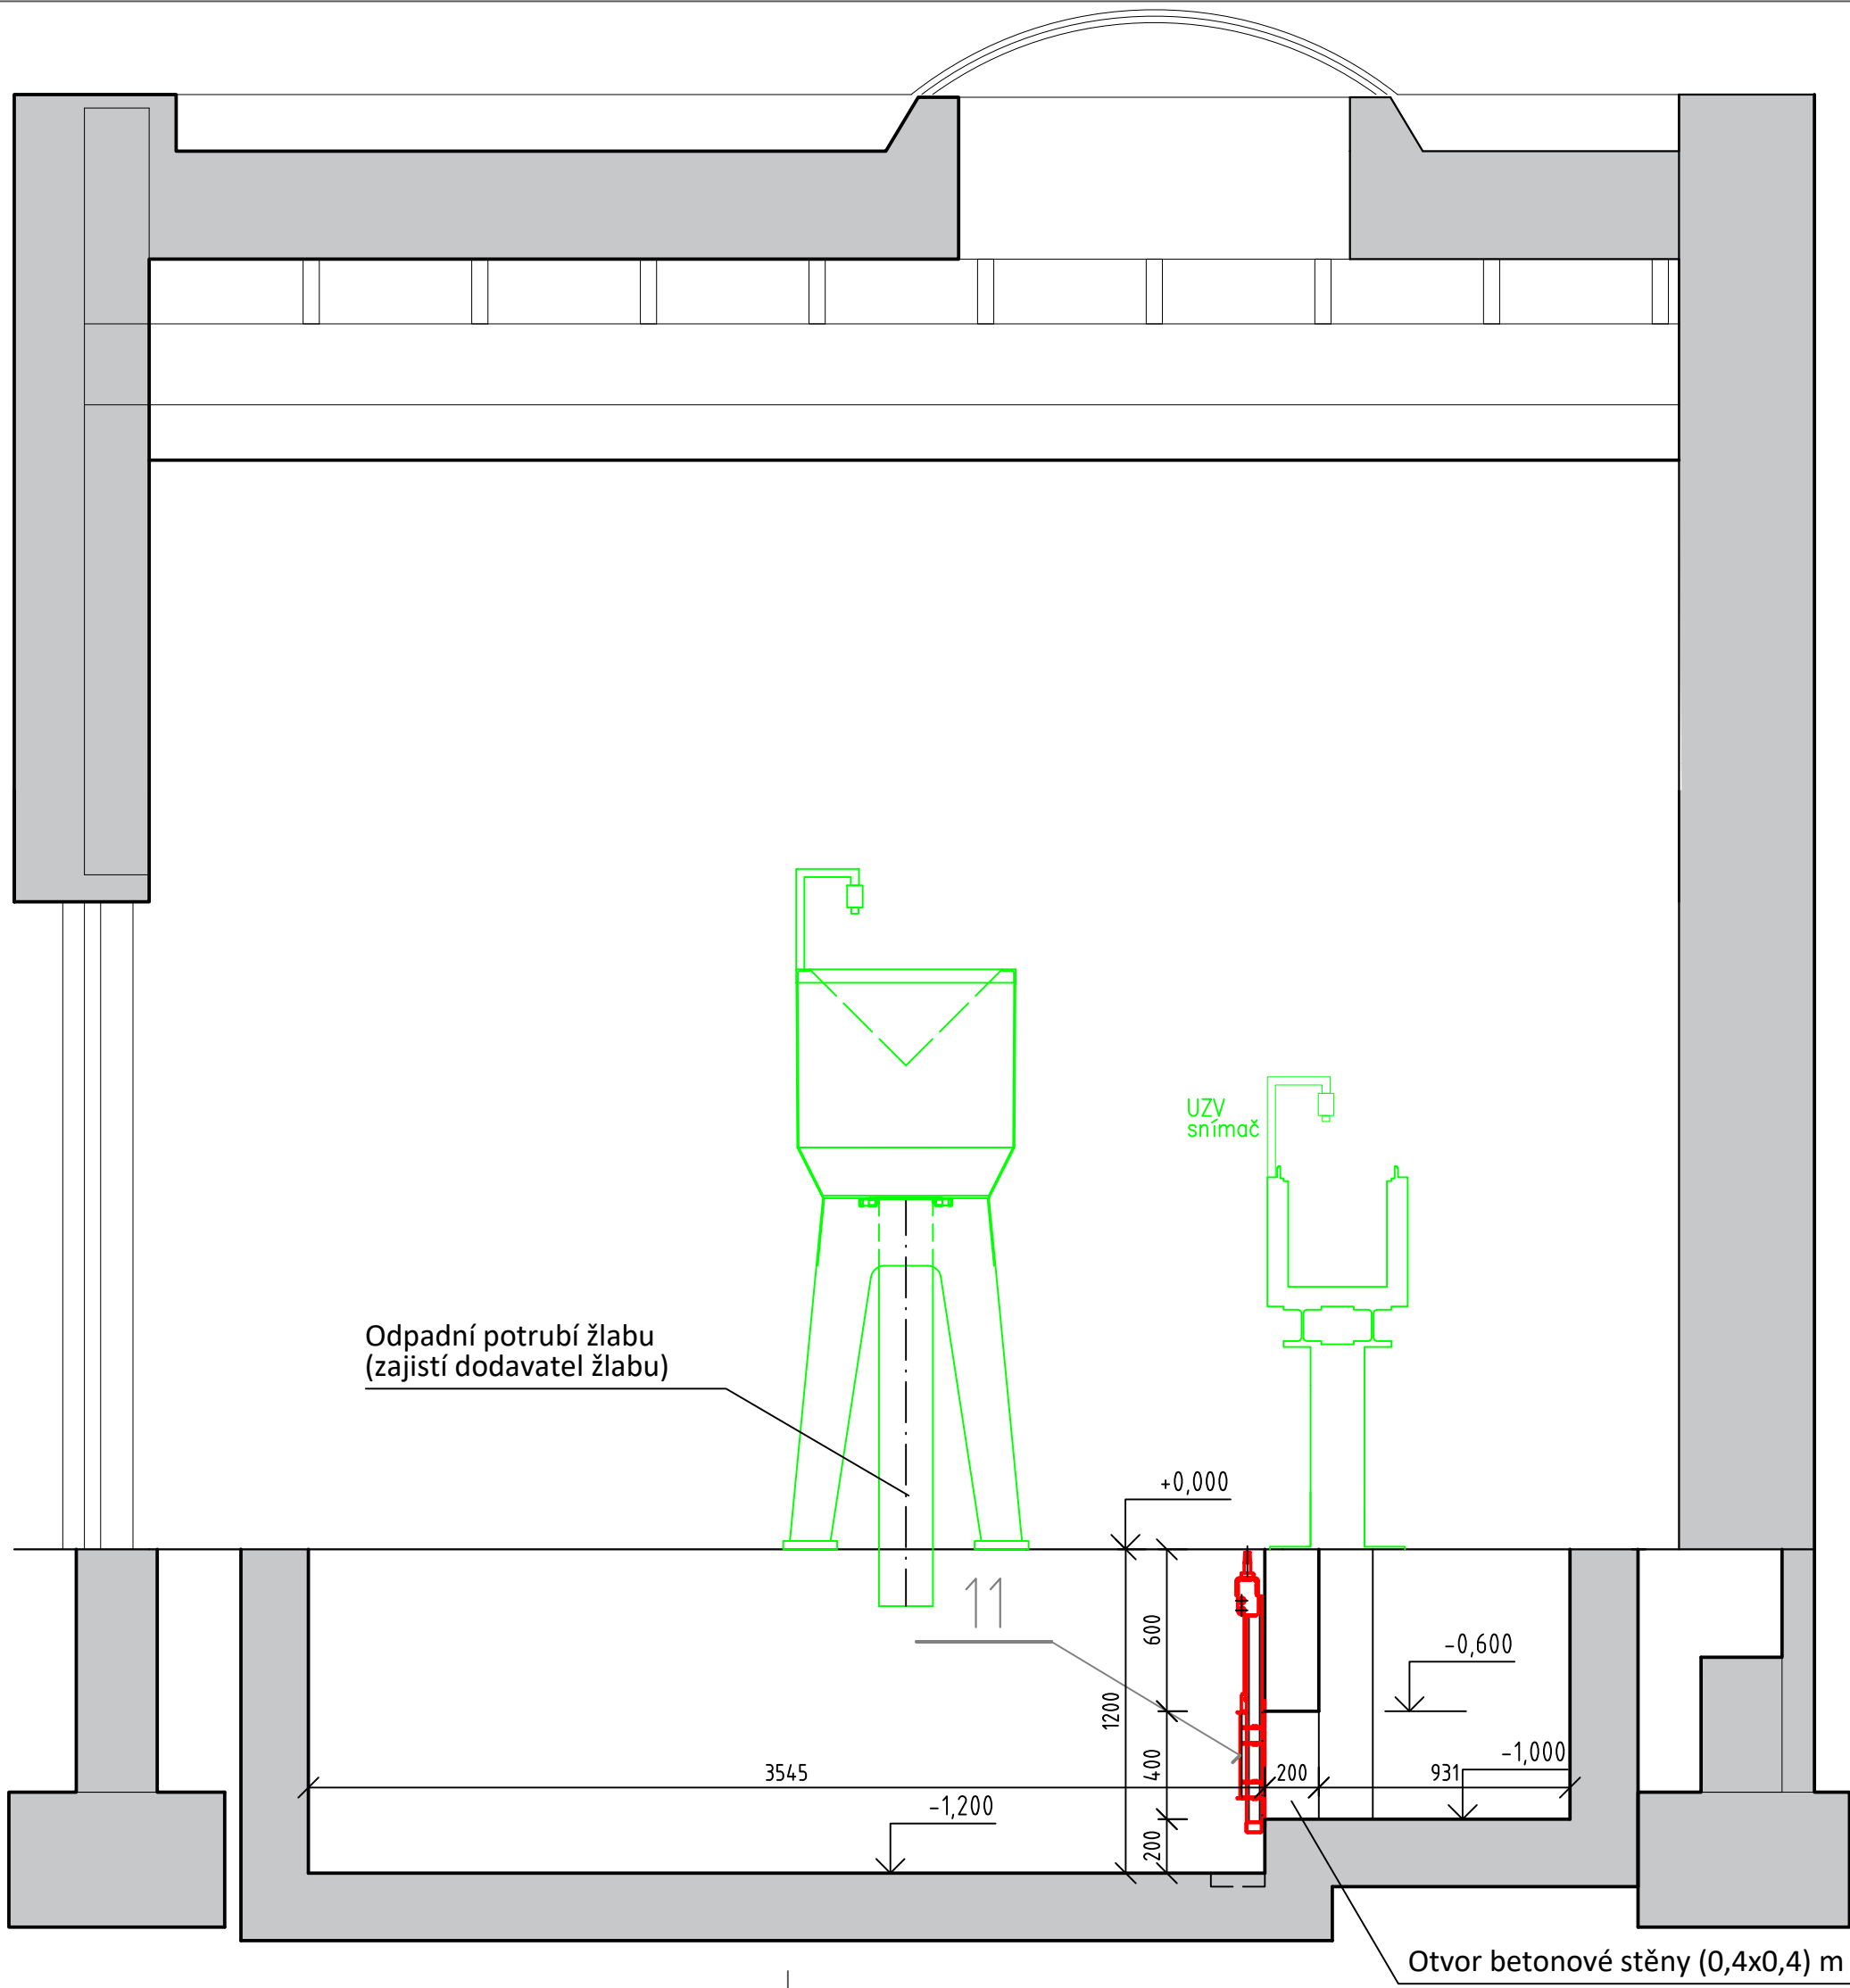 UZV
snímač
Odpadní potrubí žlabu
(zajistí dodavatel žlabu)
+0,000
11
600
-0,600
1200
400
-1,000
3545
200
931
-1,200
200
Otvor betonové stěny (0,4x0,4) m